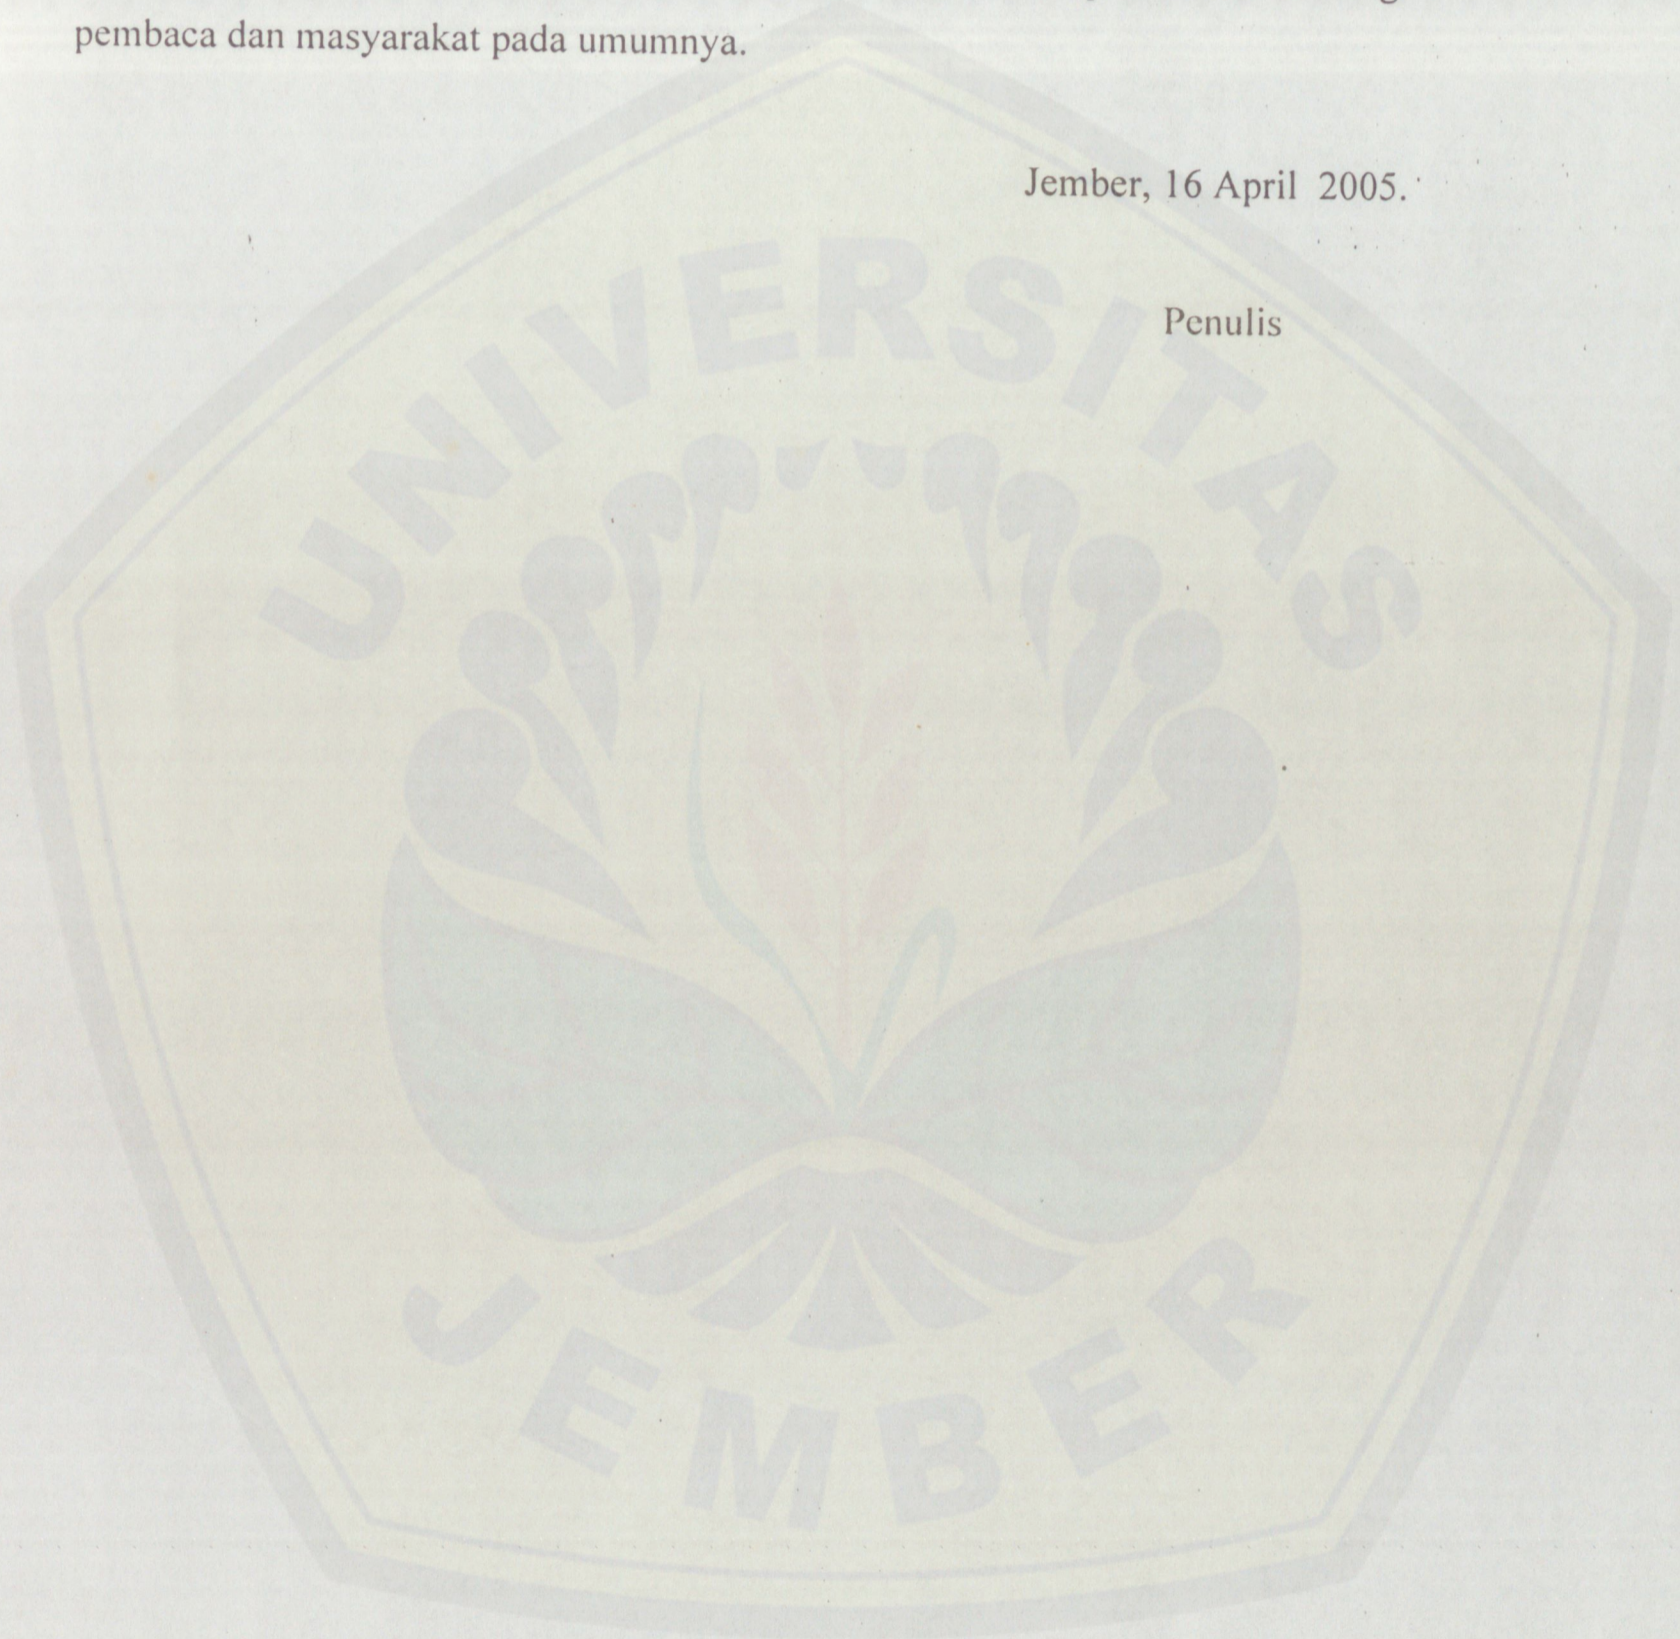 pembaca dan masyarakat pada umumnya.
Jember, 16 April 2005.
Penulis
UNIVERSITAS
JEMBER